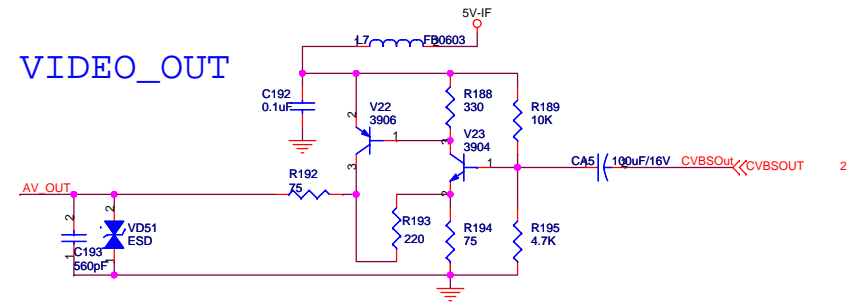 5V-IF
L7
1
2
FB0603
VIDEO_OUT
C192
0.1uF
2
V22
3906
1
3
R188
330
R189
10K
3
V23
3904
1
2
CA5
100uF/16V
CVBSOut
CVBSOUT
2
R192
75
AV_OUT
2
C193
560pF
1
2
VD51
ESD
1
R193
220
R194
75
R195
4.7K